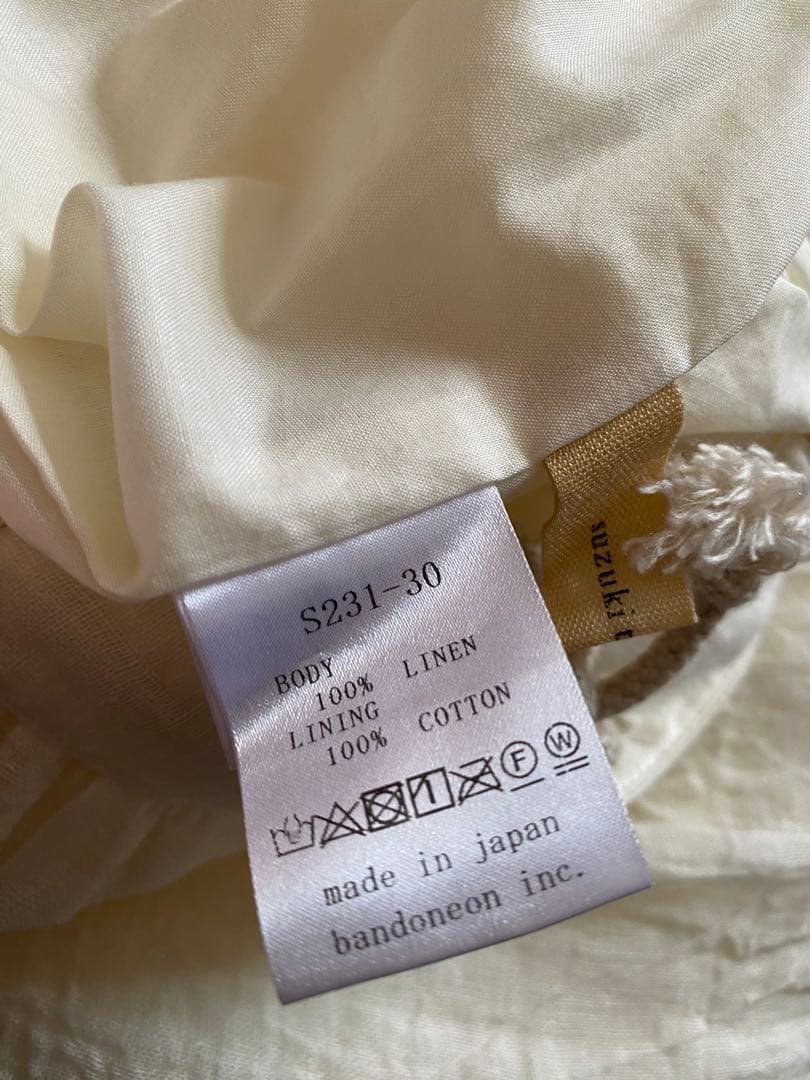 S231-30
BODY
100% LINEN
LINING
100% COTTON
F W
made in japan
bandoneon inc.
suzuki